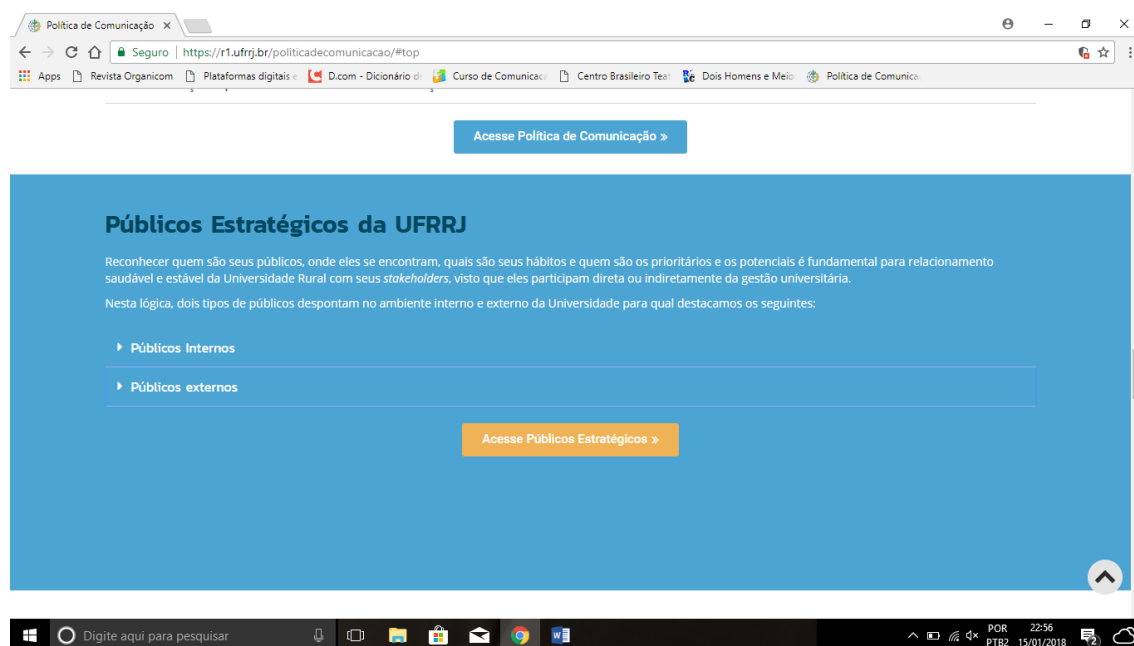 Política de Comunicação
Seguro | https://r1.ufrrj.br/politicadecomunicacao/#top
Apps Revista Organicom Plataformas digitais e D.com - Dicionário de Curso de Comunicaca Centro Brasileiro Teat Dois Homens e Meio Política de Comunica
Acesse Política de Comunicação »
Públicos Estratégicos da UFRRJ
Reconhecer quem são seus públicos, onde eles se encontram, quais são seus hábitos e quem são os prioritários e os potenciais é fundamental para relacionamento
saudável e estável da Universidade Rural com seus stakeholders, visto que eles participam direta ou indiretamente da gestão universitária.
Nesta lógica, dois tipos de públicos despontam no ambiente interno e externo da Universidade para qual destacamos os seguintes:
Públicos Internos
Públicos externos
Acesse Públicos Estratégicos »
Digite aqui para pesquisar
POR 22:56
PTB2 15/01/2018 2